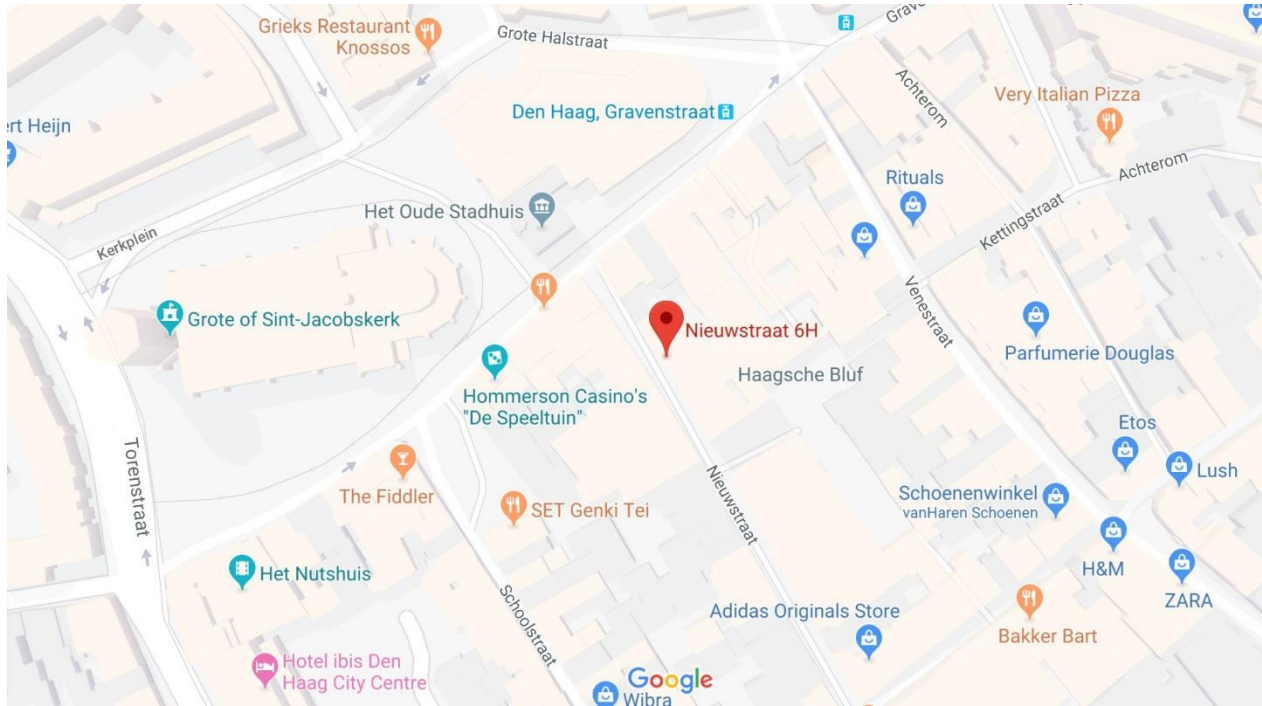 Grieks Restaurant
Knossos
Grote Halstraat
Den Haag, Gravenstraat
Achterom
Very Italian Pizza
rt Heijn
Het Oude Stadhuis
Rituals
Achterom
Kettingstraat
Kerkplein
Grote of Sint-Jacobskerk
Nieuwstraat 6H
Venestraat
Parfumerie Douglas
Haagsche Bluf
Hommerson Casino's
"De Speeltuin"
Torenstraat
The Fiddler
SET Genki Tei
Nieuwstraat
Etos
Lush
Schoenenwinkel
vanHaren Schoenen
Het Nutshuis
Schoolstraat
H&M
ZARA
Adidas Originals Store
Bakker Bart
Hotel ibis Den
Haag City Centre
Google
Wibra